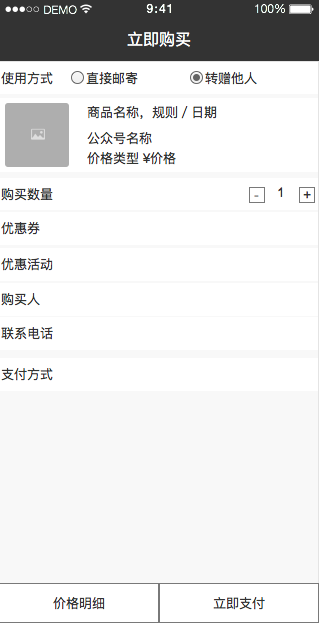 DEMO 9:41 100%
立即购买
使用方式 直接邮寄 转赠他人
商品名称，规则 / 日期
公众号名称
价格类型 ¥价格
购买数量 - 1 +
优惠券
优惠活动
购买人
联系电话
支付方式
价格明细 立即支付